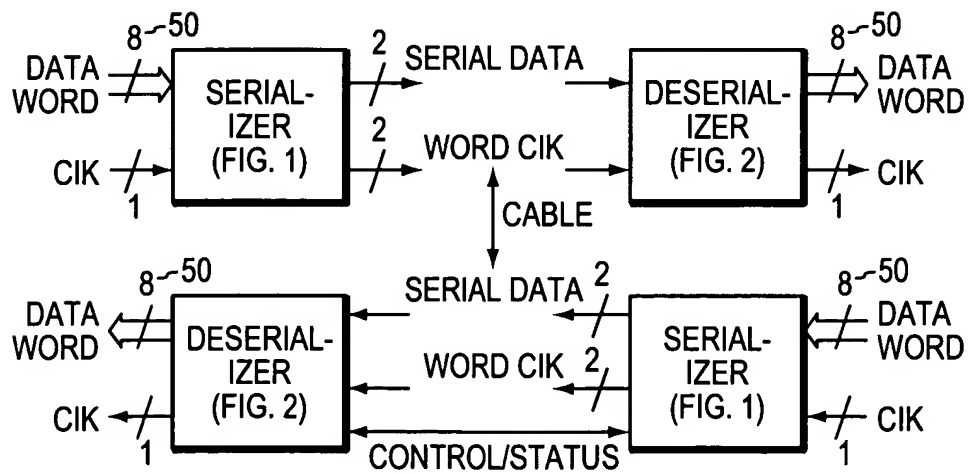 8 50
DATA WORD
SERIAL-
IZER
(FIG. 1)
2
SERIAL DATA
DESERIAL-
IZER
(FIG. 2)
8 50
DATA WORD
CIK
1
2
WORD CIK
CIK
1
CABLE
8 50
DATA WORD
DESERIAL-
IZER
(FIG. 2)
SERIAL DATA
2
SERIAL-
IZER
(FIG. 1)
8 50
DATA WORD
CIK
1
WORD CIK
2
CIK
1
CONTROL/STATUS